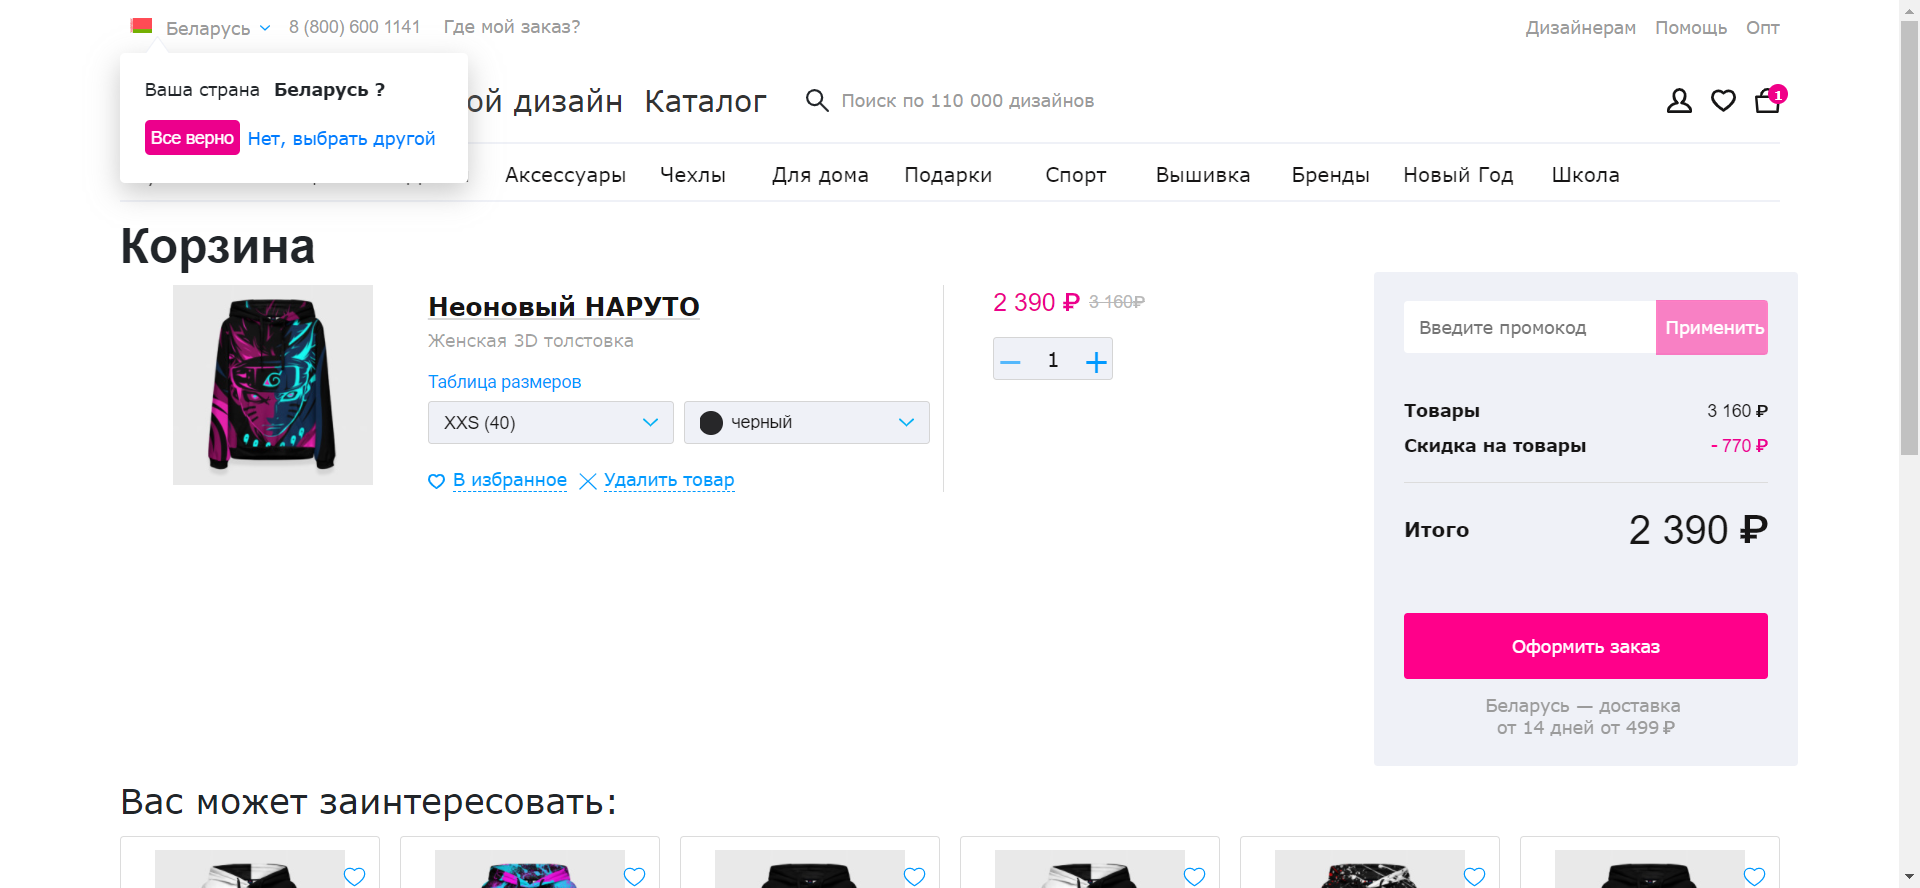 Беларусь 8 (800) 600 1141 Где мой заказ? Дизайнерам Помощь Опт
Ваша страна Беларусь ?
Все верно Нет, выбрать другой
ой дизайн Каталог Поиск по 110 000 дизайнов 1
Аксессуары Чехлы Для дома Подарки Спорт Вышивка Бренды Новый Год Школа
Корзина
Неоновый НАРУТО
Женская 3D толстовка
Таблица размеров
XXS (40) черный
В избранное Удалить товар
2 390 ₽ 3 160₽
1
Введите промокод Применить
Товары 3 160 ₽
Скидка на товары - 770 ₽
Итого 2 390 ₽
Оформить заказ
Беларусь — доставка
от 14 дней от 499 ₽
Вас может заинтересовать: